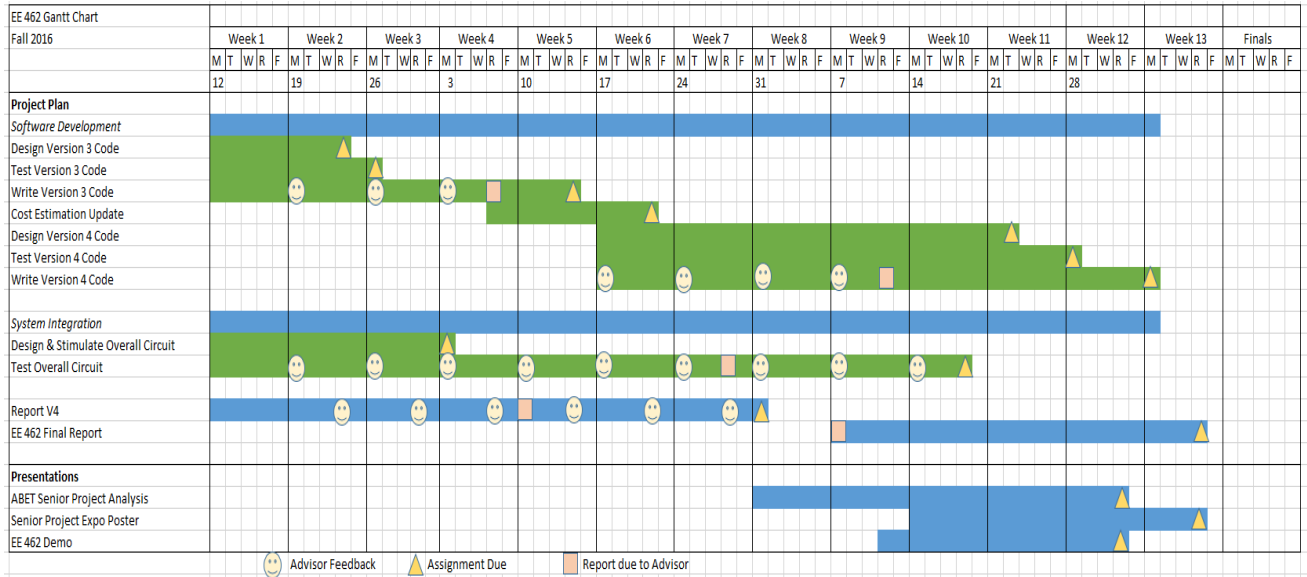 EE 462 Gantt Chart
Fall 2016 Week 1 Week 2 Week 3 Week 4 Week 5 Week 6 Week 7 Week 8 Week 9 Week 10 Week 11 Week 12 Week 13 Finals
M T W R F M T W R F M T W R F M T W R F M T W R F M T W R F M T W R F M T W R F M T W R F M T W R F M T W R F M T W R F M T W R F M T W R F
12 19 26 3 10 17 24 31 7 14 21 28
Project Plan
Software Development
Design Version 3 Code
Test Version 3 Code
Write Version 3 Code
Cost Estimation Update
Design Version 4 Code
Test Version 4 Code
Write Version 4 Code
System Integration
Design & Stimulate Overall Circuit
Test Overall Circuit
Report V4
EE 462 Final Report
Presentations
ABET Senior Project Analysis
Senior Project Expo Poster
EE 462 Demo
Advisor Feedback Assignment Due Report due to Advisor